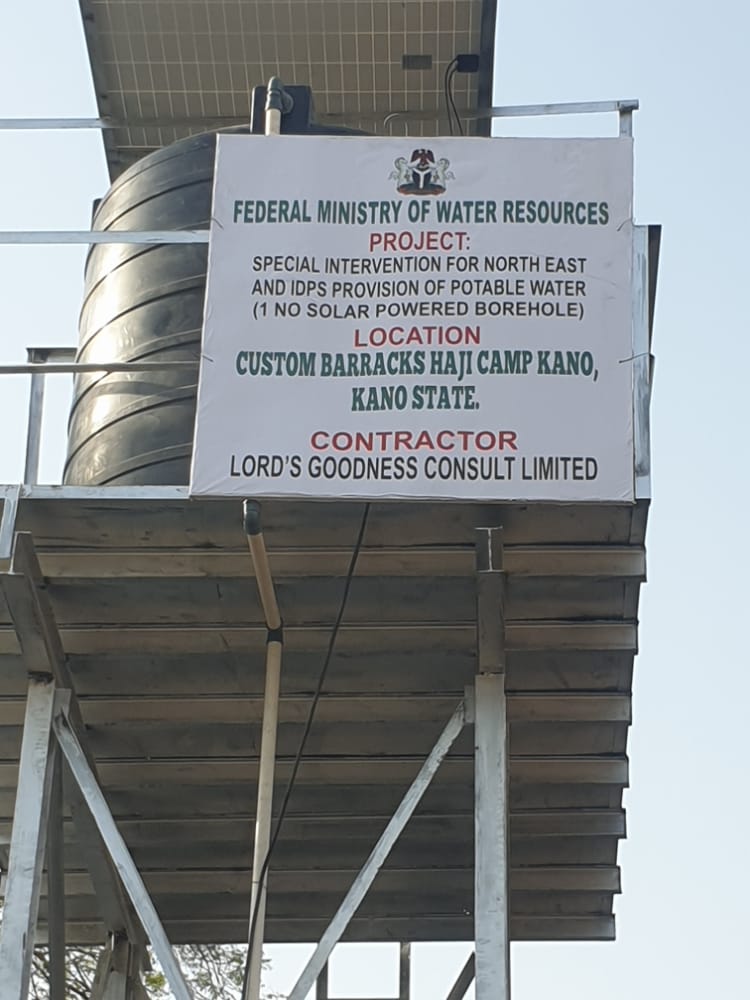 FEDERAL MINISTRY OF WATER RESOURCES
PROJECT:
SPECIAL INTERVENTION FOR NORTH EAST
AND IDPS PROVISION OF POTABLE WATER
(1 NO SOLAR POWERED BOREHOLE)
LOCATION
CUSTOM BARRACKS HAJI CAMP KANO,
KANO STATE.
CONTRACTOR
LORD'S GOODNESS CONSULT LIMITED